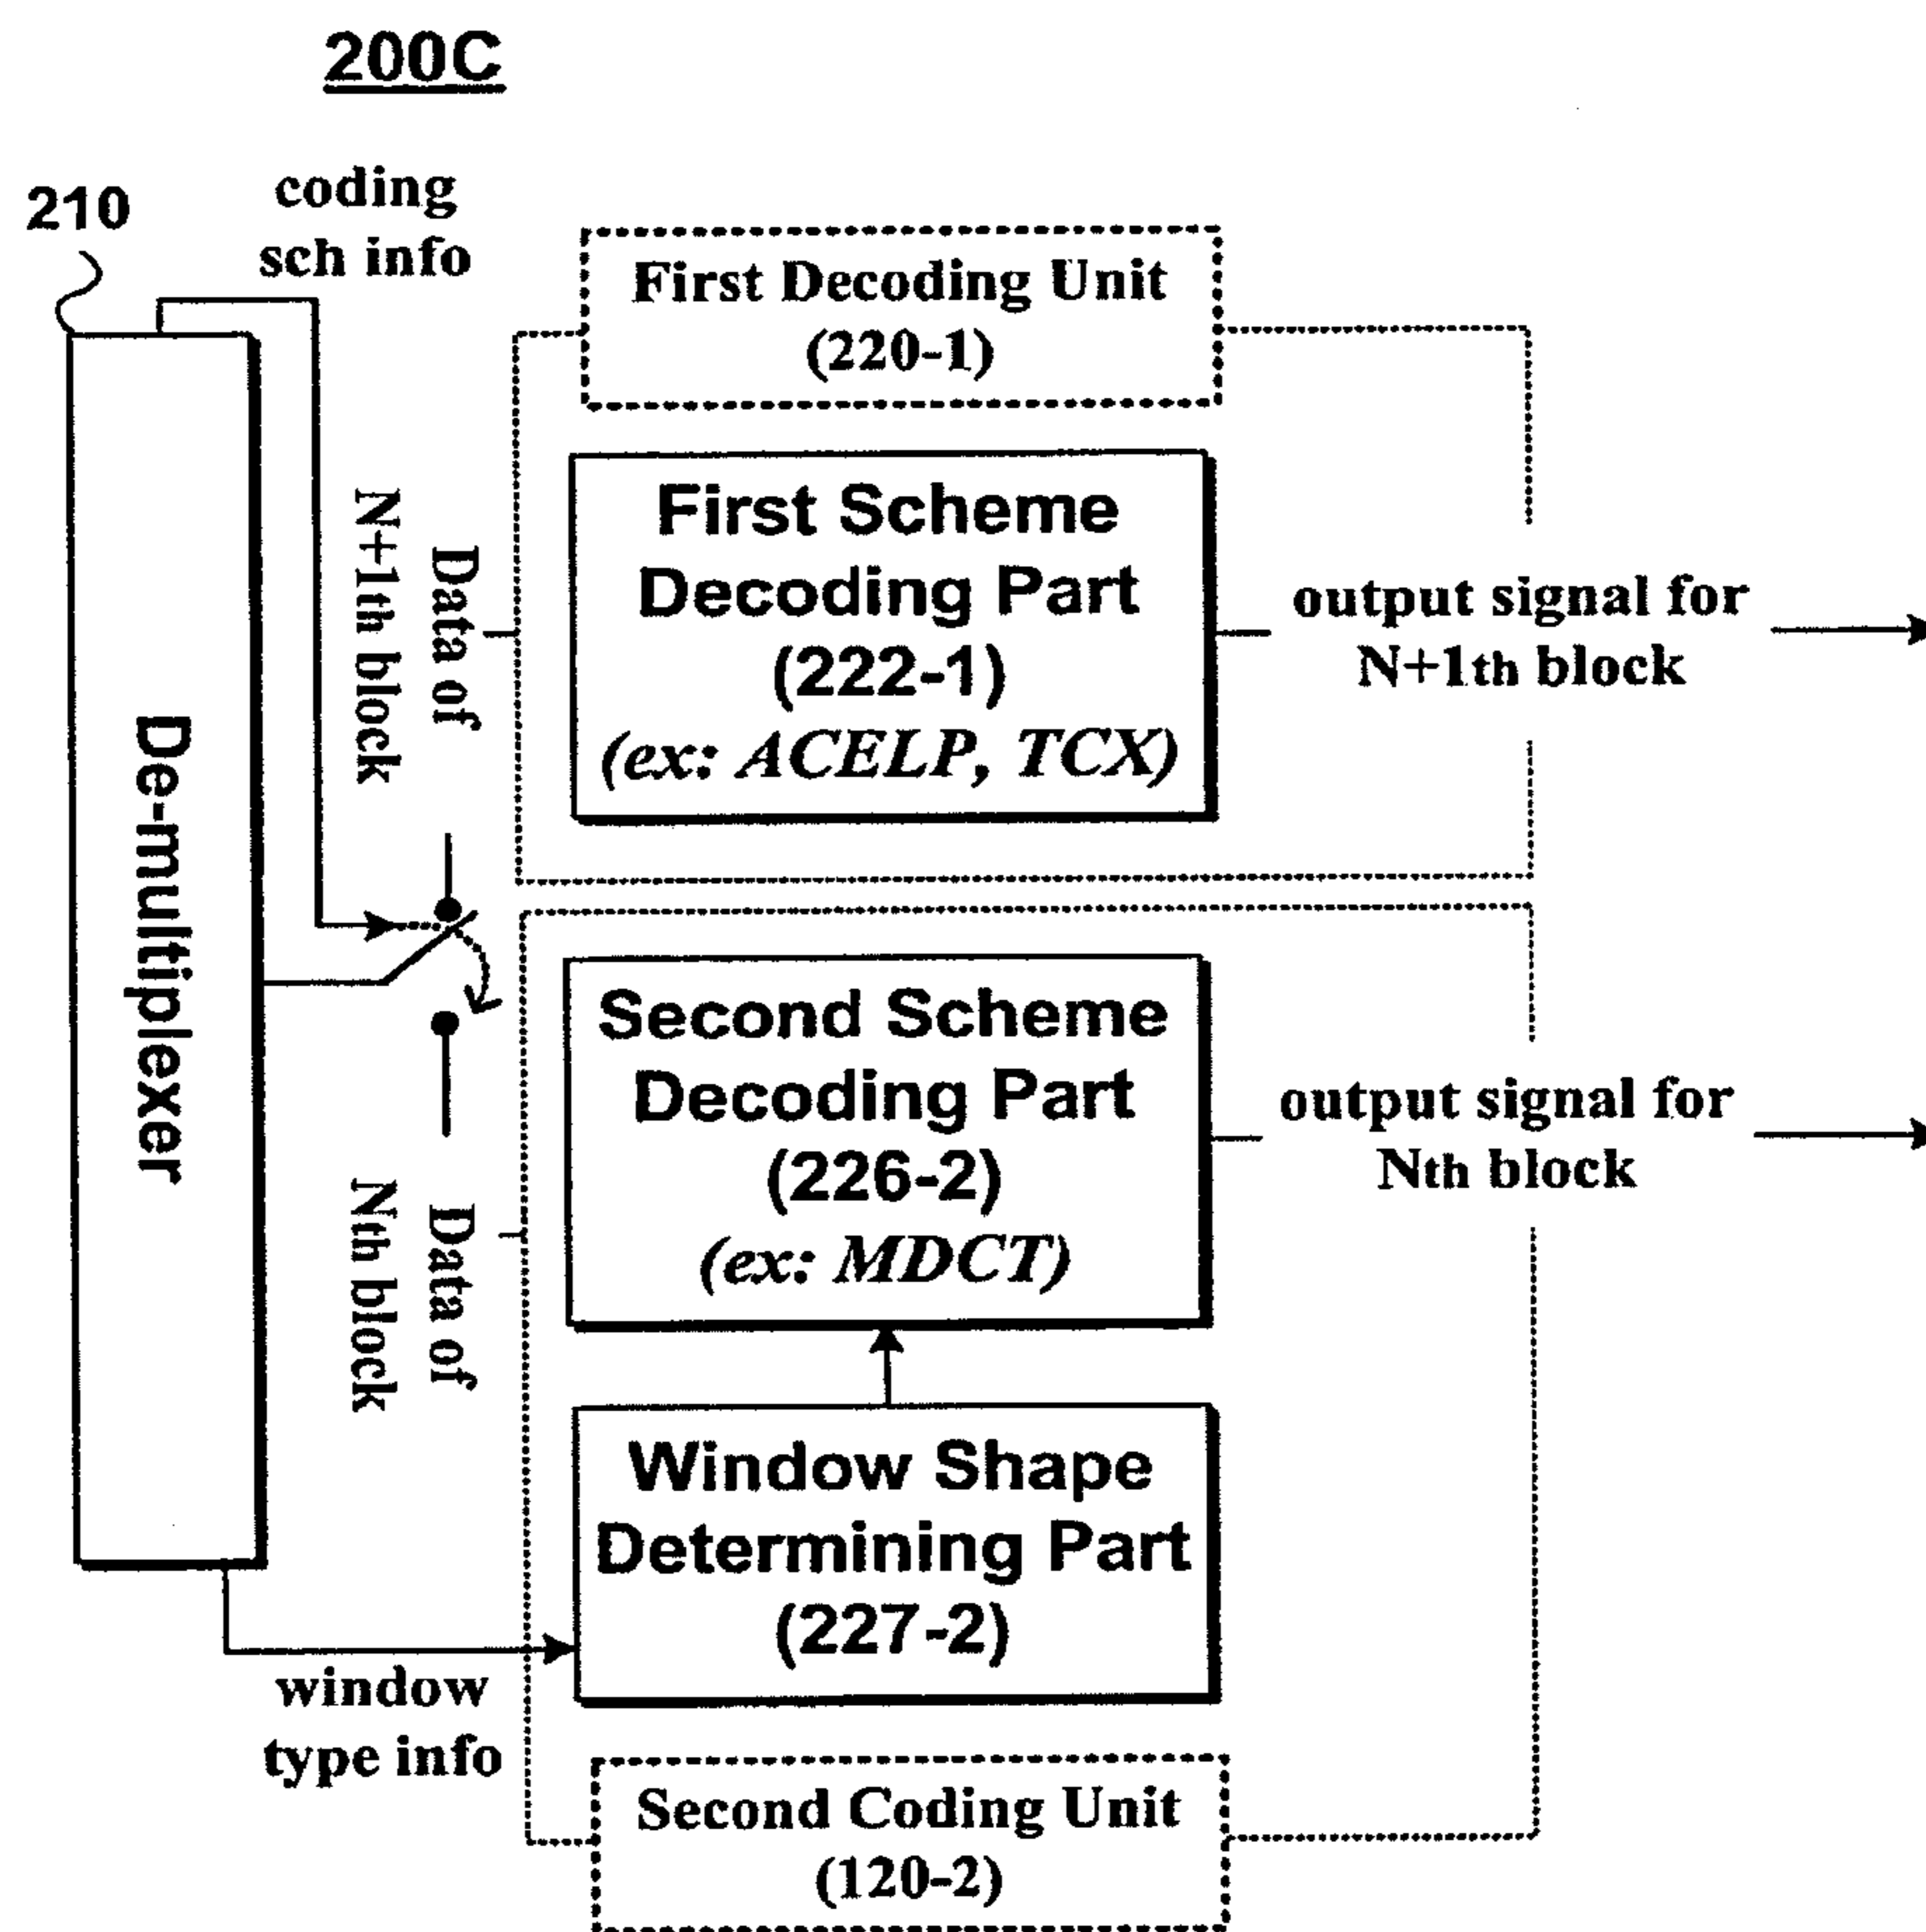 200C
210
coding
sch info
First Decoding Unit
(220-1)
De-multiplexer
Data of
N+1th block
First Scheme
Decoding Part
(222-1)
(ex: ACELP, TCX)
output signal for
N+1th block
Data of
Nth block
Second Scheme
Decoding Part
(226-2)
(ex: MDCT)
output signal for
Nth block
Window Shape
Determining Part
(227-2)
window
type info
Second Coding Unit
(120-2)